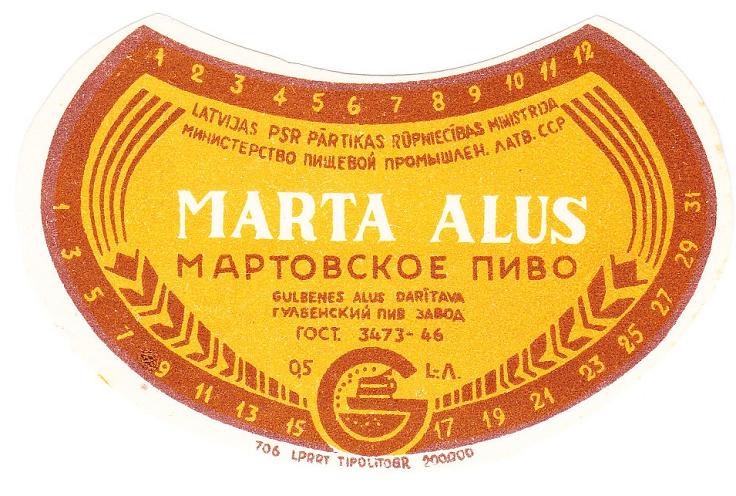 1 2 3 4 5 6 7 8 9 10 11 12
LATVIJAS PSR PĀRTIKAS RŪPNIECĪBAS MINISTRIJA
МИНИСТЕРСТВО ПИЩЕВОЙ ПРОМЫШЛЕН. ЛАТВ. ССР
MARTA ALUS
МАРТОВСКОЕ ПИВО
GULBENES ALUS DARĪTAVA
ГУЛБЕНСКИЙ ПИВ ЗАВОД
ГОСТ. 3473-46
0,5 L-Л.
G
1 3 5 7 9 11 13 15 17 19 21 23 25 27 29 31
706 LPRRT TIPOLITOGR 200.000